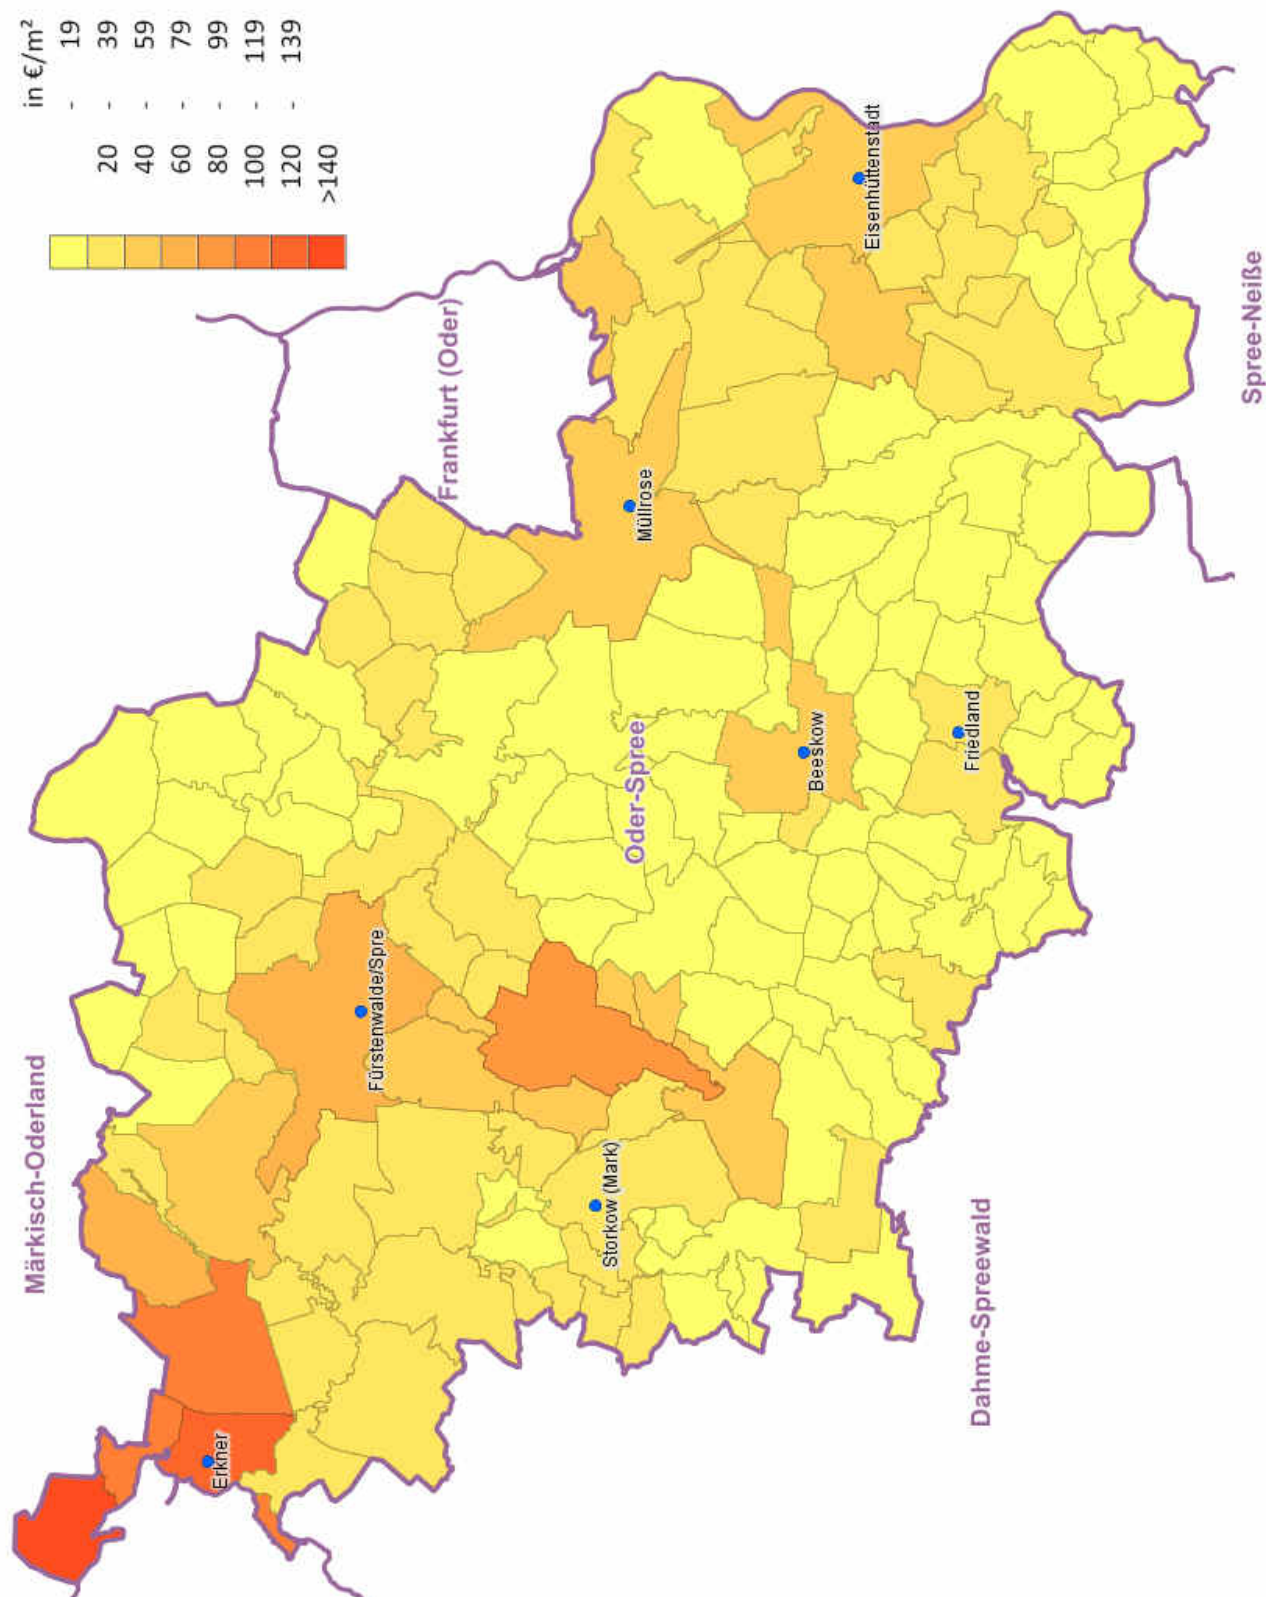 in €/m²
- 19
20 - 39
40 - 59
60 - 79
80 - 99
100 - 119
120 - 139
>140
Märkisch-Oderland
Frankfurt (Oder)
Erkner
Fürstenwalde/Spre
Müllrose
Eisenhüttenstadt
Storkow (Mark)
Oder-Spree
Beeskow
Friedland
Dahme-Spreewald
Spree-Neiße